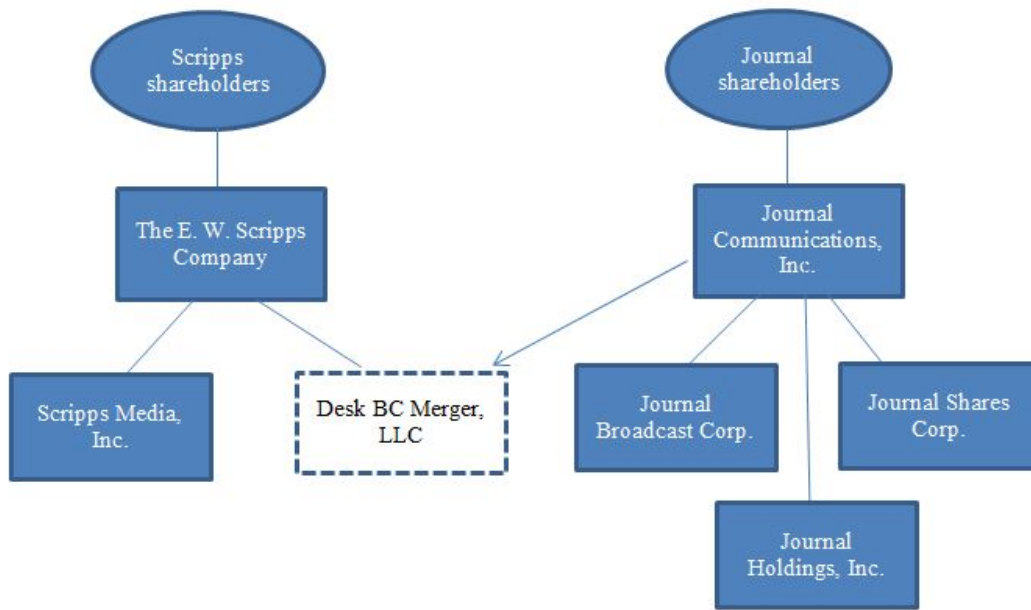 Scripps
shareholders
Journal
shareholders
The E. W. Scripps
Company
Journal
Communications,
Inc.
Scripps Media,
Inc.
Desk BC Merger,
LLC
Journal
Broadcast Corp.
Journal Shares
Corp.
Journal
Holdings, Inc.